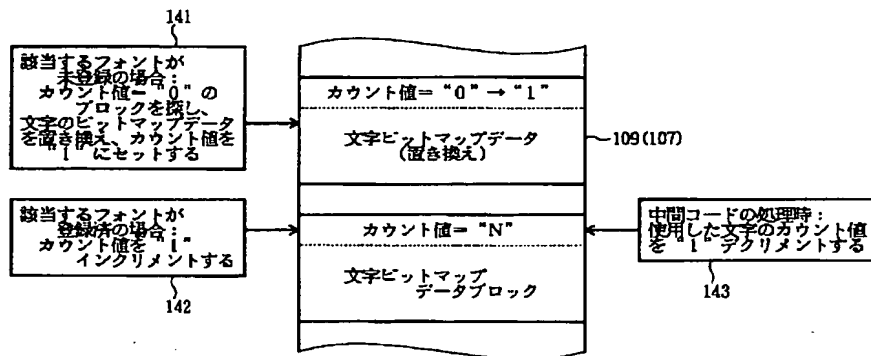 141
該当するフォントが
未登録の場合:
カウント値="0"の
ブロックを探し、
文字のビットマップデータ
を置き換え、カウント値を
"1"にセットする
カウント値="0"→"1"
文字ビットマップデータ
(置き換え)
109(107)
該当するフォントが
登録済の場合:
カウント値を"1"
インクリメントする
142
カウント値="N"
文字ビットマップ
データブロック
中間コードの処理時:
使用した文字のカウント値
を"1"デクリメントする
143